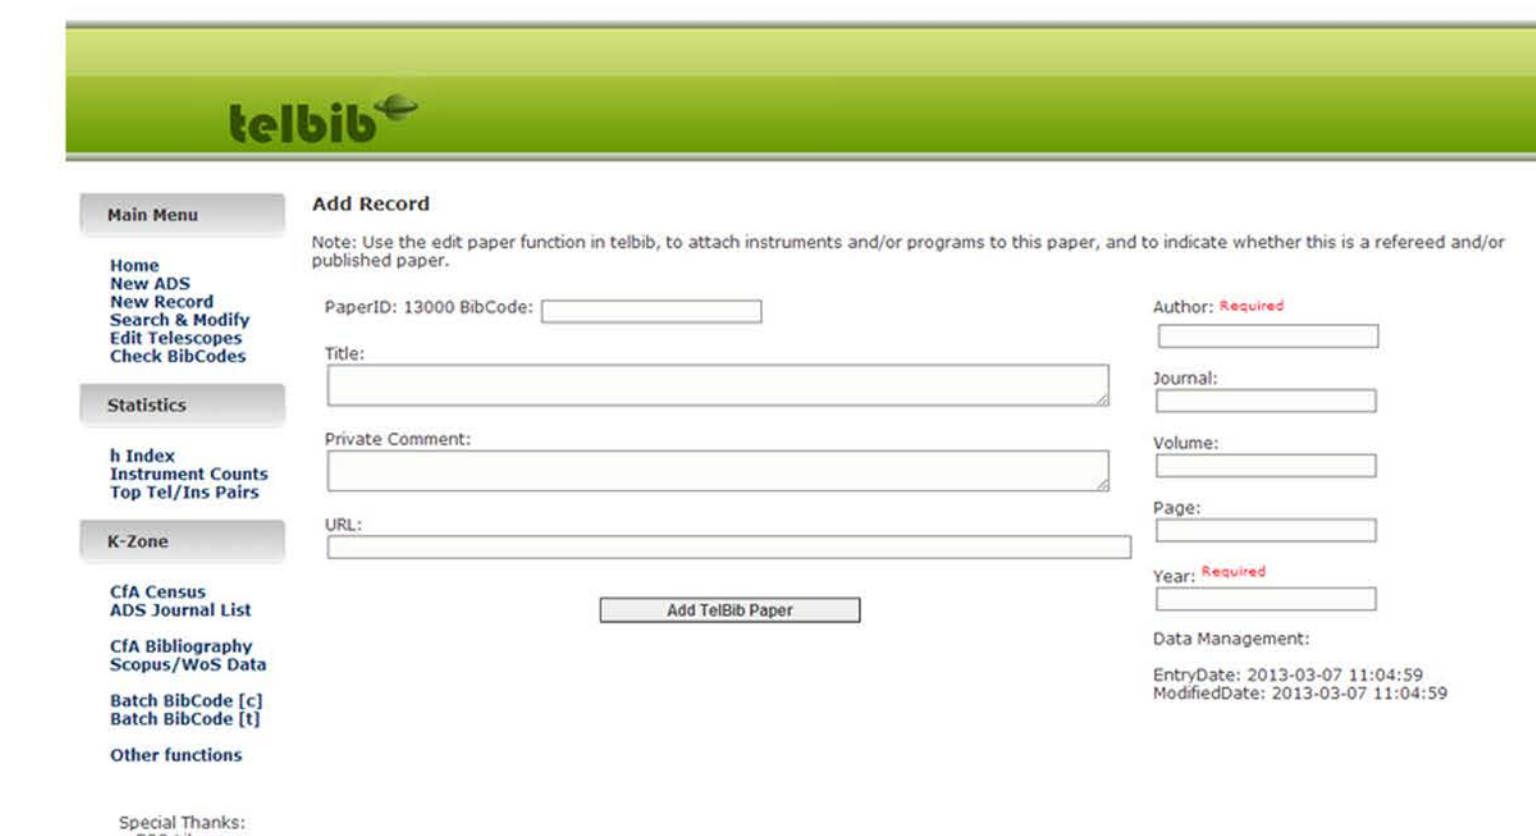 telbib
Main Menu
Home
New ADS
New Record
Search & Modify
Edit Telescopes
Check BibCodes
Statistics
h Index
Instrument Counts
Top Tel/Ins Pairs
K-Zone
CfA Census
ADS Journal List
CfA Bibliography
Scopus/WoS Data
Batch BibCode [c]
Batch BibCode [t]
Other functions
Special Thanks:
Add Record
Note: Use the edit paper function in telbib, to attach instruments and/or programs to this paper, and to indicate whether this is a refereed and/or
published paper.
PaperID: 13000 BibCode:
Title:
Private Comment:
URL:
Add TelBib Paper
Author: Required
Journal:
Volume:
Page:
Year: Required
Data Management:
EntryDate: 2013-03-07 11:04:59
ModifiedDate: 2013-03-07 11:04:59